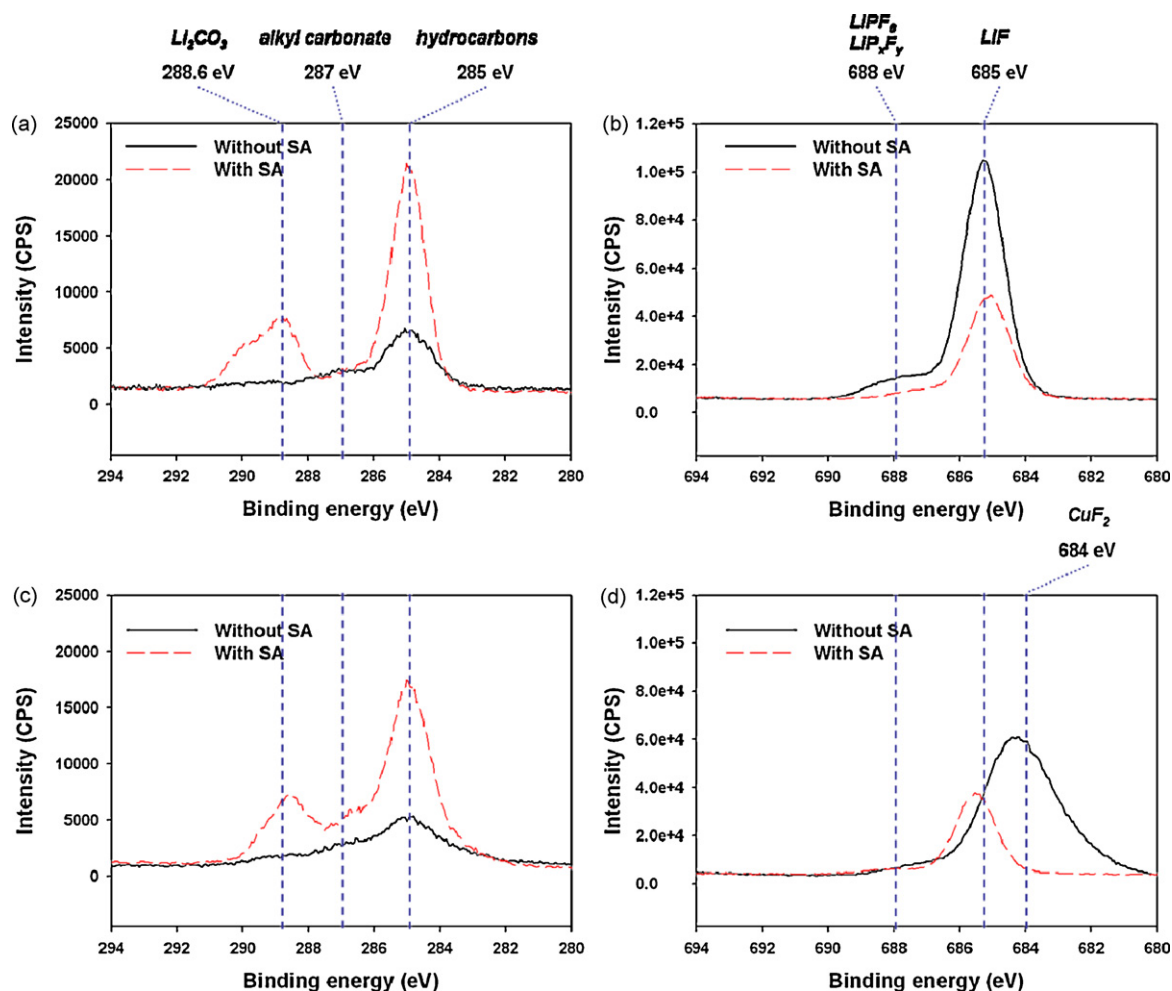 Li₂CO₃ alkyl carbonate hydrocarbons
288.6 eV 287 eV 285 eV
LiPF₆
LiPₓFᵧ LiF
688 eV 685 eV
(a)
Without SA
With SA
25000
20000
15000
10000
5000
0
Intensity (CPS)
294 292 290 288 286 284 282 280
Binding energy (eV)
(b)
Without SA
With SA
1.2e+5
1.0e+5
8.0e+4
6.0e+4
4.0e+4
2.0e+4
0.0
Intensity (CPS)
694 692 690 688 686 684 682 680
Binding energy (eV)
CuF₂
684 eV
(c)
Without SA
With SA
25000
20000
15000
10000
5000
0
Intensity (CPS)
294 292 290 288 286 284 282 280
Binding energy (eV)
(d)
Without SA
With SA
1.2e+5
1.0e+5
8.0e+4
6.0e+4
4.0e+4
2.0e+4
0.0
Intensity (CPS)
694 692 690 688 686 684 682 680
Binding energy (eV)